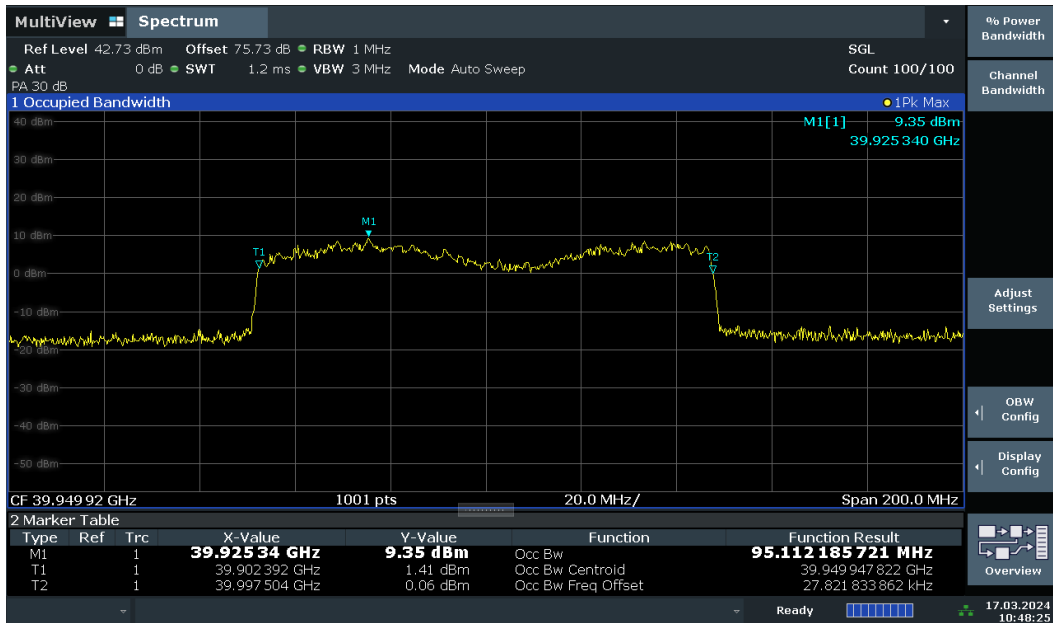 MultiView Spectrum
Ref Level 42.73 dBm Offset 75.73 dB RBW 1 MHz SGL
Att 0 dB SWT 1.2 ms VBW 3 MHz Mode Auto Sweep Count 100/100
PA 30 dB
1 Occupied Bandwidth 1Pk Max
40 dBm
M1[1] 9.35 dBm
39.925 340 GHz
30 dBm
20 dBm
M1
10 dBm
T1
T2
0 dBm
-10 dBm
-20 dBm
-30 dBm
-40 dBm
-50 dBm
CF 39.949 92 GHz 1001 pts 20.0 MHz/ Span 200.0 MHz
2 Marker Table
Type Ref Trc X-Value Y-Value Function Function Result
M1 1 39.925 34 GHz 9.35 dBm Occ Bw 95.112 185 721 MHz
T1 1 39.902 392 GHz 1.41 dBm Occ Bw Centroid 39.949 947 822 GHz
T2 1 39.997 504 GHz 0.06 dBm Occ Bw Freq Offset 27.821 833 862 kHz
Ready 17.03.2024
10:48:25
% Power
Bandwidth
Channel
Bandwidth
Adjust
Settings
OBW
Config
Display
Config
Overview